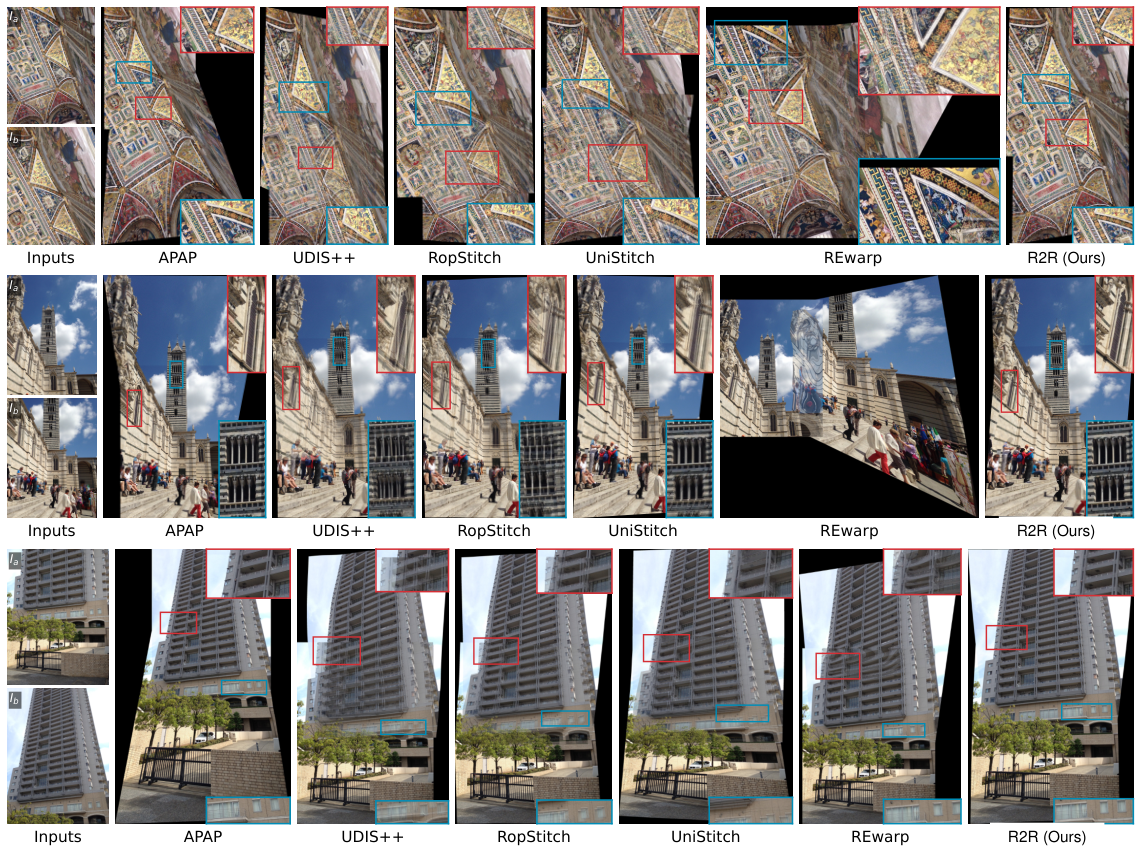 Ia
Ib
Inputs APAP UDIS++ RopStitch UniStitch REwarp R2R (Ours)
Ia
Ib
Inputs APAP UDIS++ RopStitch UniStitch REwarp R2R (Ours)
Ia
Ib
Inputs APAP UDIS++ RopStitch UniStitch REwarp R2R (Ours)